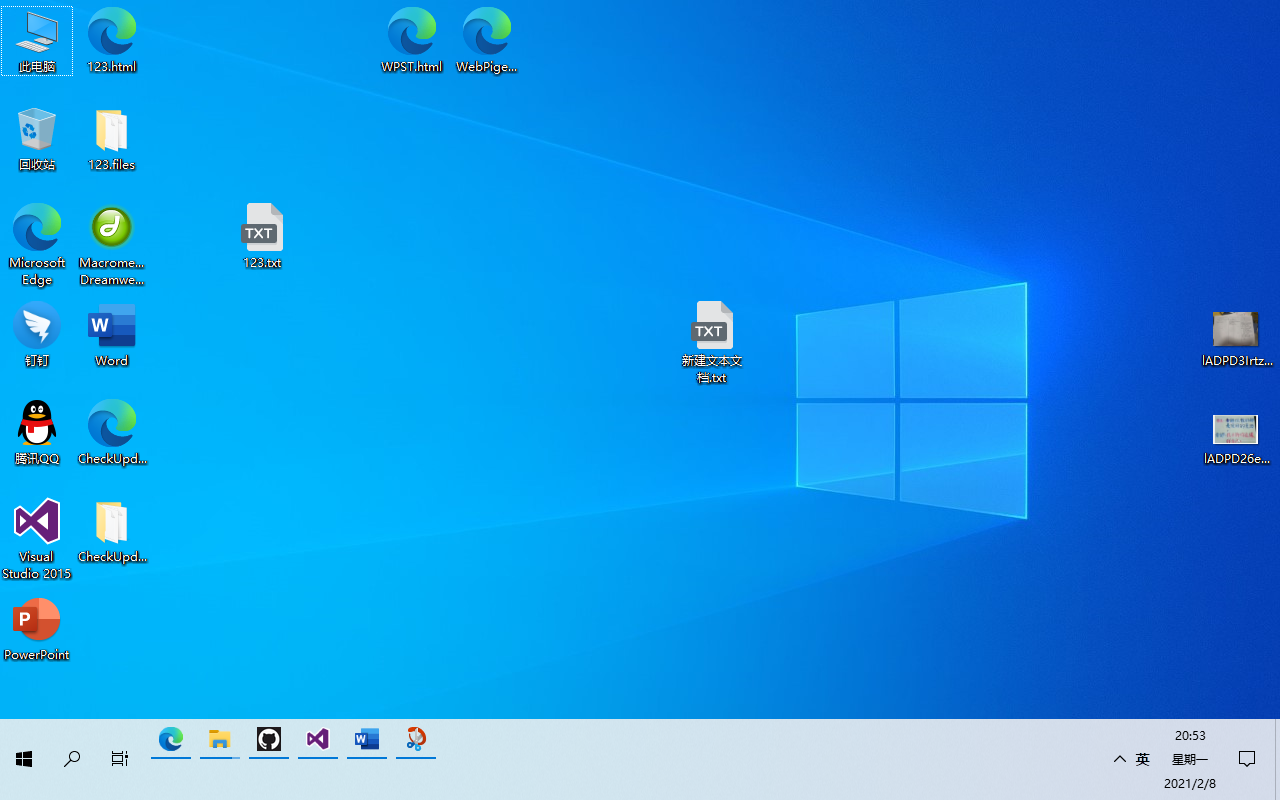 此电脑
123.html
WPST.html
WebPige...
回收站
123.files
Microsoft
Edge
Macrome...
Dreamwe...
TXT
123.txt
钉钉
W
Word
TXT
新建文本文
档.txt
lADPD3Irtz...
腾讯QQ
CheckUpd...
lADPD26e...
Visual
Studio 2015
CheckUpd...
P
PowerPoint
W
英
20:53
星期一
2021/2/8